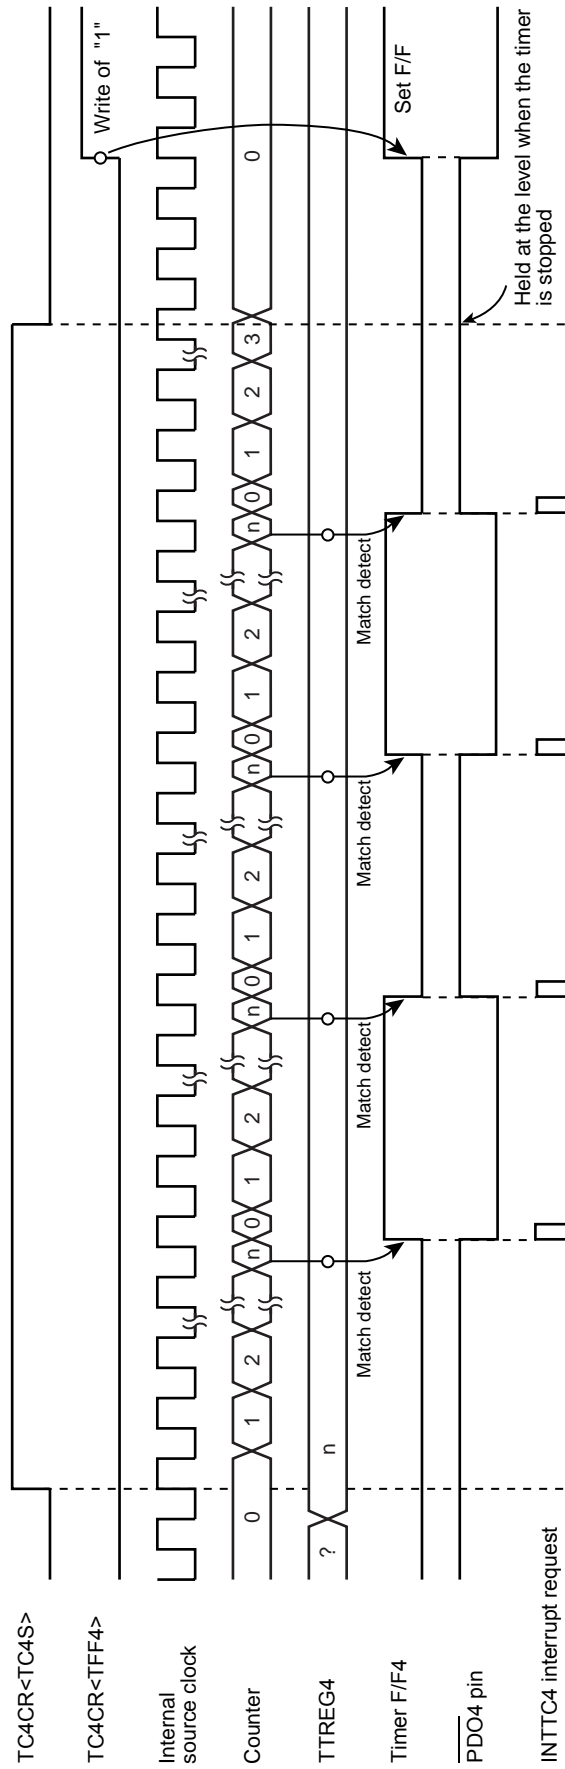 TC4CR<TC4S>
TC4CR<TFF4>
Write of "1"
Internal
source clock
Counter
0 1 2 n 0 1 2 n 0 1 2 n 0 1 2 n 0 1 2 3 0
TTREG4
? n
Match detect
Match detect
Match detect
Match detect
Timer F/F4
Set F/F
PDO4 pin
Held at the level when the timer
is stopped
INTTC4 interrupt request